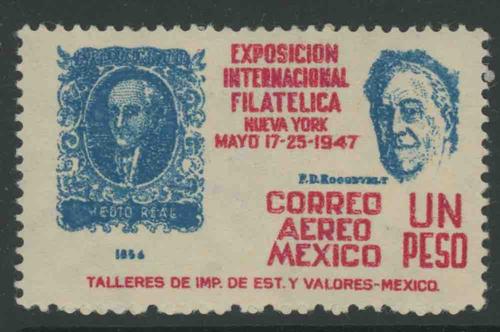 EXPOSICION
INTERNACIONAL
FILATELICA
NUEVA YORK
MAYO 17-25-1947
MEDIO REAL
1856
F.D. ROOSEVELT
CORREO
AEREO
MEXICO
UN
PESO
TALLERES DE IMP. DE EST. Y VALORES-MEXICO.